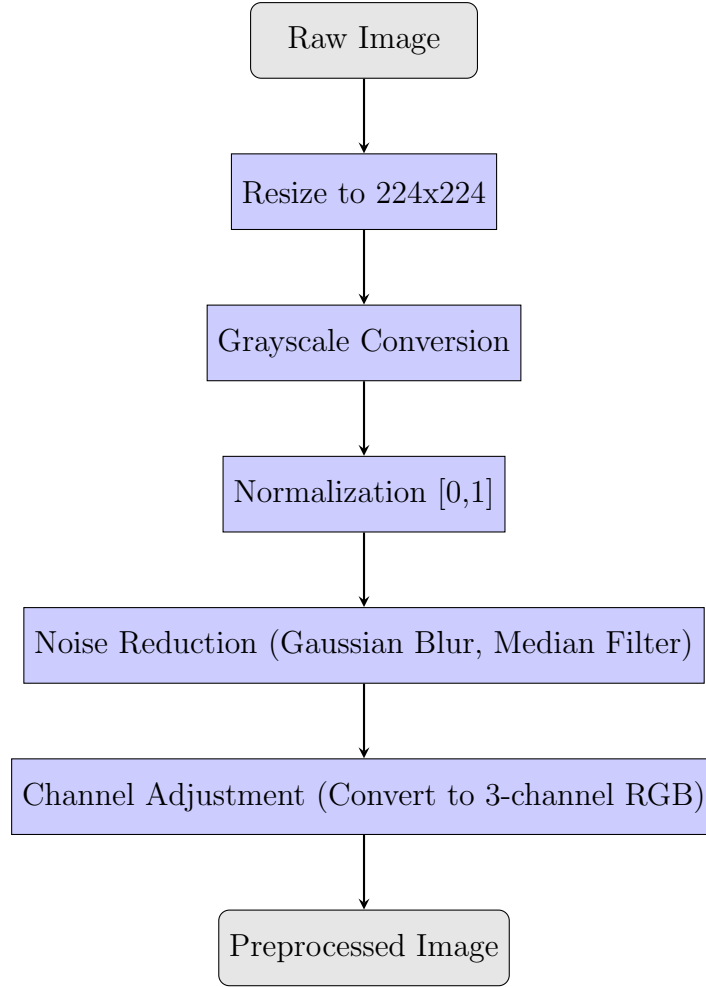 Raw Image
Resize to 224x224
Grayscale Conversion
Normalization [0,1]
Noise Reduction (Gaussian Blur, Median Filter)
Channel Adjustment (Convert to 3-channel RGB)
Preprocessed Image